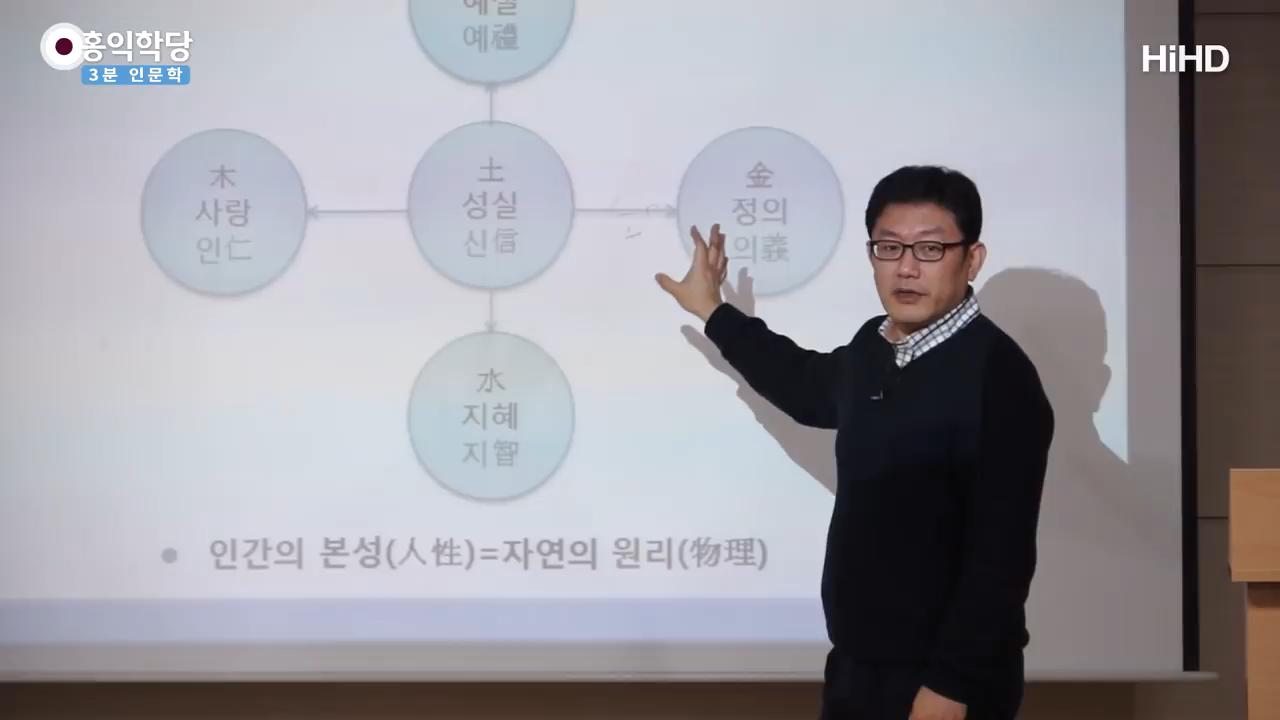 홍익학당
3분 인문학
HiHD
예절
예禮
木
사랑
인仁
土
성실
신信
金
정의
의義
水
지혜
지智
● 인간의 본성(人性)=자연의 원리(物理)